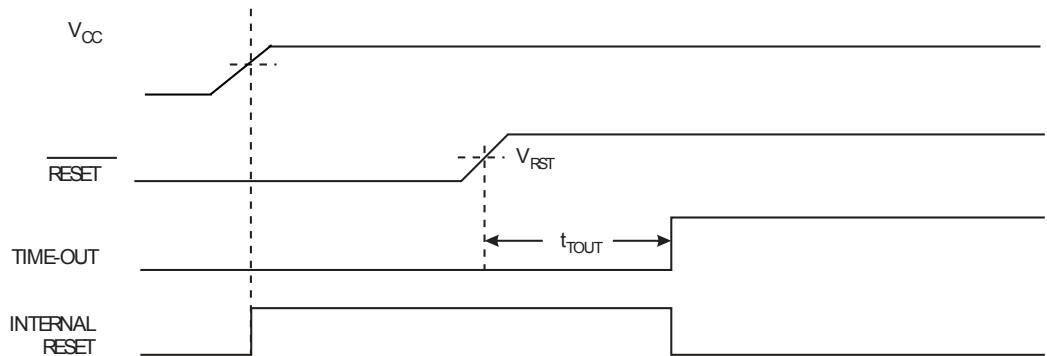 VCC
RESET
VRST
tTOUT
TIME-OUT
INTERNAL
RESET